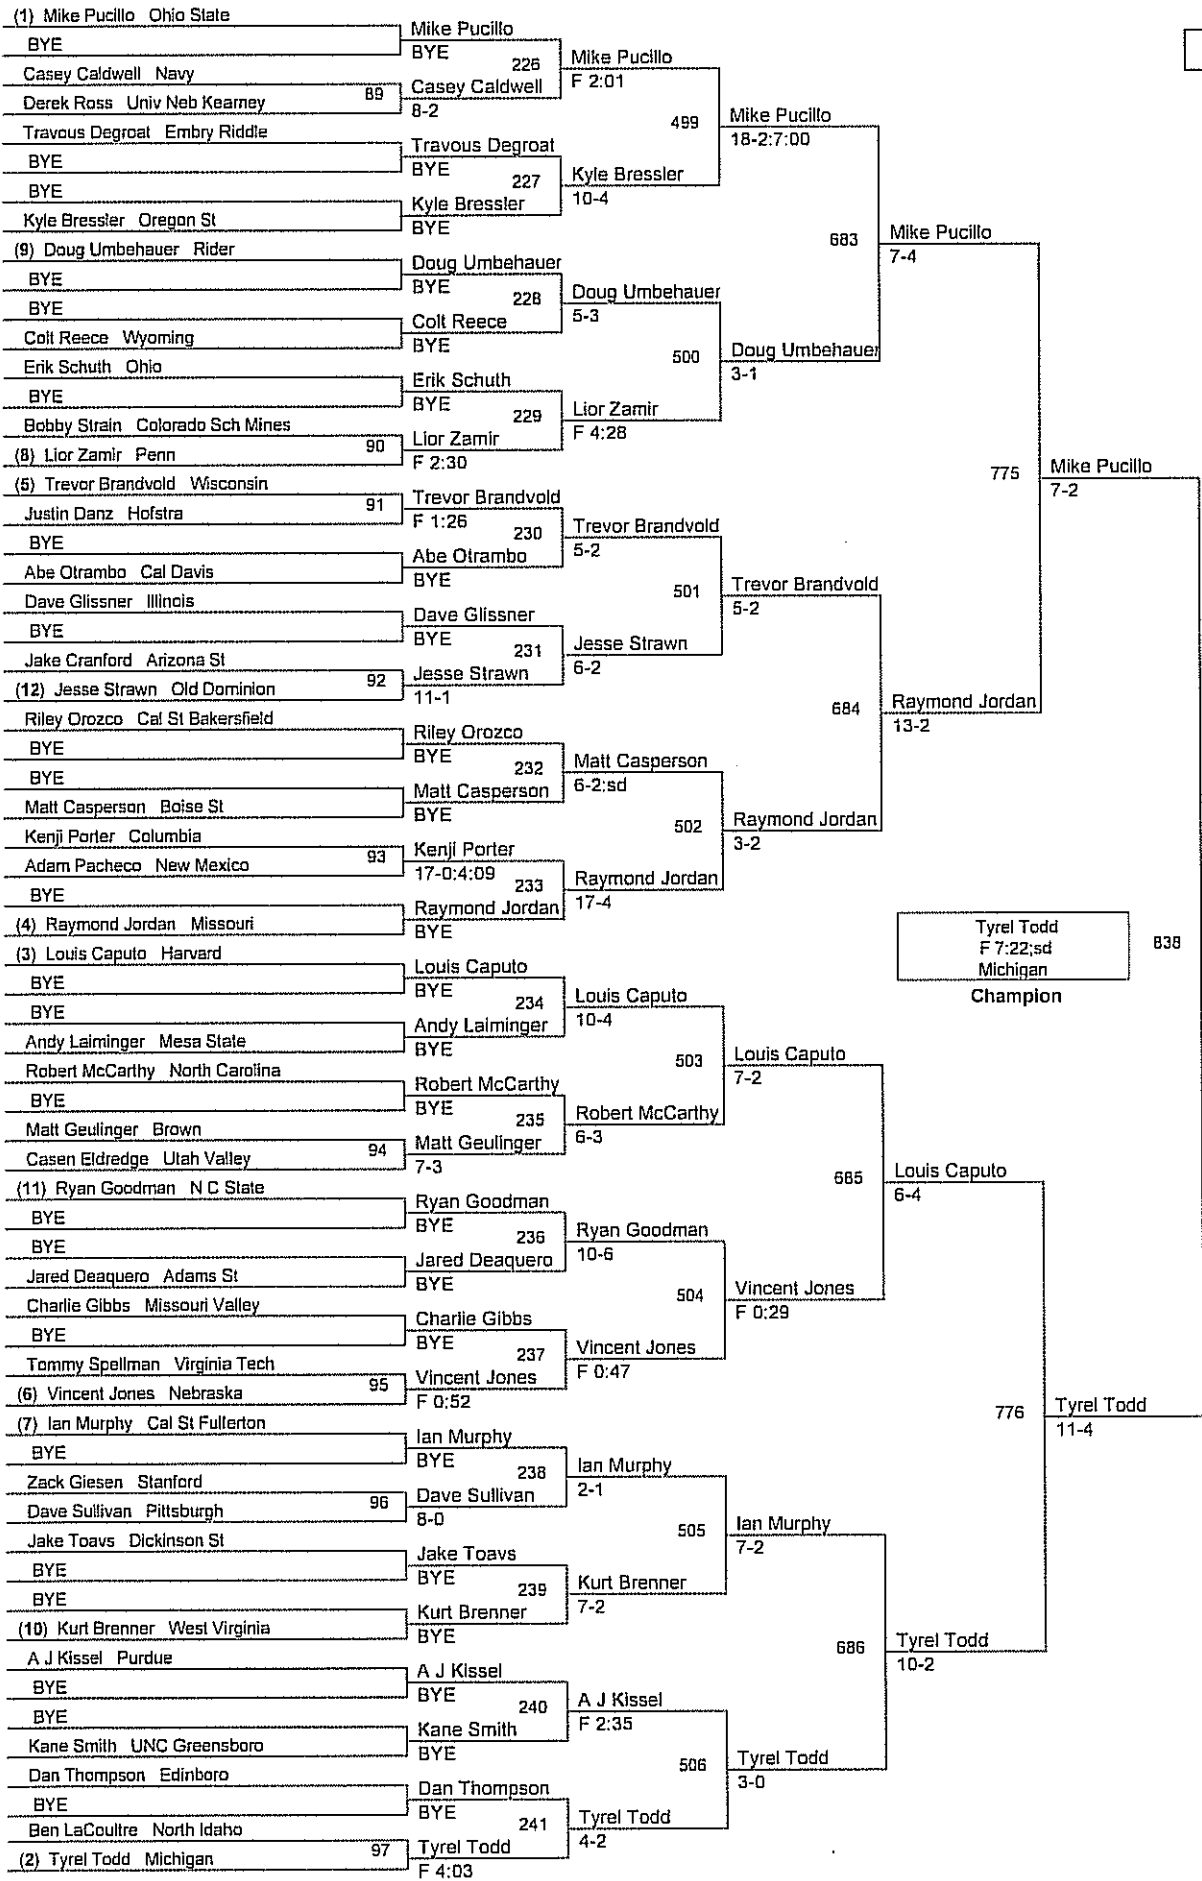 (1) Mike Pucillo Ohio State
BYE
Casey Caldwell Navy
89
Derek Ross Univ Neb Kearney
Travous Degroat Embry Riddle
BYE
BYE
Kyle Bressler Oregon St
(9) Doug Umbehauer Rider
BYE
BYE
Colt Reece Wyoming
Erik Schuth Ohio
BYE
Bobby Strain Colorado Sch Mines
90
(8) Lior Zamir Penn
(5) Trevor Brandvold Wisconsin
91
Justin Danz Hofstra
BYE
Abe Otrambo Cal Davis
Dave Glissner Illinois
BYE
Jake Cranford Arizona St
92
(12) Jesse Strawn Old Dominion
Riley Orozco Cal St Bakersfield
BYE
BYE
Matt Casperson Boise St
Kenji Porter Columbia
93
Adam Pacheco New Mexico
BYE
(4) Raymond Jordan Missouri
(3) Louis Caputo Harvard
BYE
BYE
Andy Laiminger Mesa State
Robert McCarthy North Carolina
BYE
Matt Geulinger Brown
94
Casen Eldredge Utah Valley
(11) Ryan Goodman N C State
BYE
BYE
Jared Deaquero Adams St
Charlie Gibbs Missouri Valley
BYE
Tommy Spellman Virginia Tech
95
(6) Vincent Jones Nebraska
(7) Ian Murphy Cal St Fullerton
BYE
Zack Giesen Stanford
96
Dave Sullivan Pittsburgh
Jake Toavs Dickinson St
BYE
BYE
(10) Kurt Brenner West Virginia
A J Kissel Purdue
BYE
BYE
Kane Smith UNC Greensboro
Dan Thompson Edinboro
BYE
Ben LaCoultre North Idaho
97
(2) Tyrel Todd Michigan
Mike Pucillo
BYE
226
Casey Caldwell
8-2
Travous Degroat
BYE
227
Kyle Bressler
BYE
Doug Umbehauer
BYE
228
Colt Reece
BYE
Erik Schuth
BYE
229
Lior Zamir
F 2:30
Trevor Brandvold
F 1:26
230
Abe Otrambo
BYE
Dave Glissner
BYE
231
Jesse Strawn
11-1
Riley Orozco
BYE
232
Matt Casperson
BYE
Kenji Porter
17-0:4:09
233
Raymond Jordan
BYE
Louis Caputo
BYE
234
Andy Laiminger
BYE
Robert McCarthy
BYE
235
Matt Geulinger
7-3
Ryan Goodman
BYE
236
Jared Deaquero
BYE
Charlie Gibbs
BYE
237
Vincent Jones
F 0:52
Ian Murphy
BYE
238
Dave Sullivan
8-0
Jake Toavs
BYE
239
Kurt Brenner
BYE
A J Kissel
BYE
240
Kane Smith
BYE
Dan Thompson
BYE
241
Tyrel Todd
F 4:03
Mike Pucillo
F 2:01
499
Kyle Bressler
10-4
Doug Umbehauer
5-3
500
Lior Zamir
F 4:28
Trevor Brandvold
5-2
501
Jesse Strawn
6-2
Matt Casperson
6-2:sd
502
Raymond Jordan
17-4
Louis Caputo
10-4
503
Robert McCarthy
6-3
Ryan Goodman
10-6
504
Vincent Jones
F 0:47
Ian Murphy
2-1
505
Kurt Brenner
7-2
A J Kissel
F 2:35
506
Tyrel Todd
4-2
Mike Pucillo
18-2:7:00
683
Doug Umbehauer
3-1
Trevor Brandvold
5-2
684
Raymond Jordan
3-2
Louis Caputo
7-2
685
Vincent Jones
F 0:29
Ian Murphy
7-2
686
Tyrel Todd
3-0
Mike Pucillo
7-4
775
Raymond Jordan
13-2
Louis Caputo
6-4
776
Tyrel Todd
10-2
Mike Pucillo
7-2
Tyrel Todd
11-4
Tyrel Todd
F 7:22;sd
Michigan
838
Champion